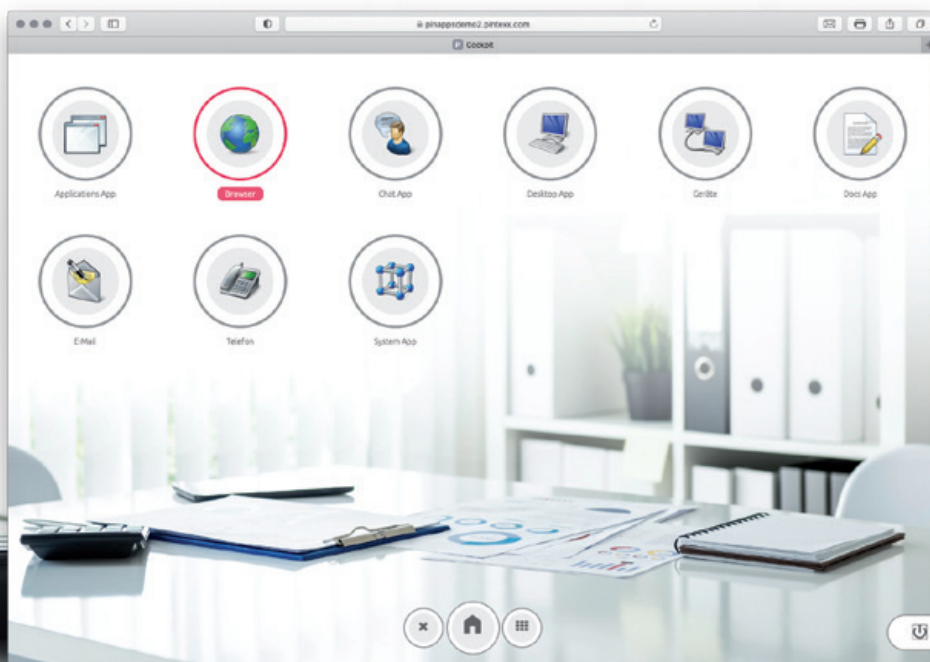 pinappsdemo2.pintexx.com
Cockpit
Applications App
Browser
Chat App
Desktop App
Geräte
Docs App
E-Mail
Telefon
System App